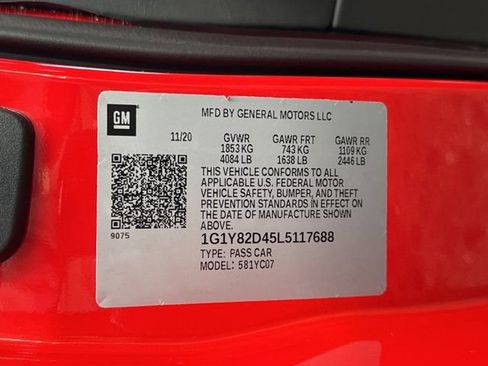 GM
MFD BY GENERAL MOTORS LLC
11/20 GVWR GAWR FRT GAWR RR
1853 KG 743 KG 1109 KG
4084 LB 1638 LB 2446 LB
THIS VEHICLE CONFORMS TO ALL
APPLICABLE U.S. FEDERAL MOTOR
VEHICLE SAFETY, BUMPER, AND THEFT
PREVENTION STANDARDS IN EFFECT ON
THE DATE OF MANUFACTURE SHOWN
ABOVE.
9075
1G1Y82D45L5117688
TYPE: PASS CAR
MODEL: 581YC07